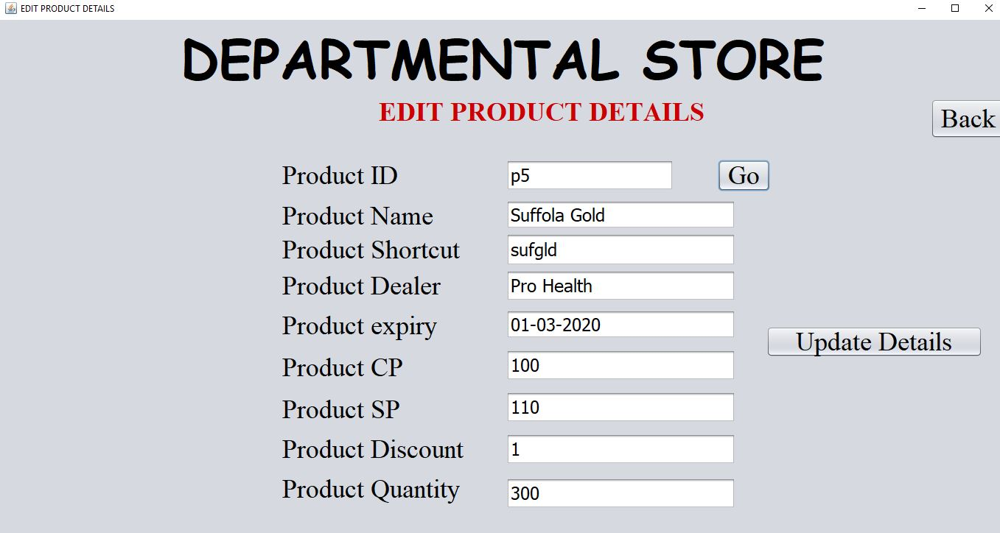 EDIT PRODUCT DETAILS
DEPARTMENTAL STORE
EDIT PRODUCT DETAILS
Back
Product ID p5 Go
Product Name Suffola Gold
Product Shortcut sufgld
Product Dealer Pro Health
Product expiry 01-03-2020
Update Details
Product CP 100
Product SP 110
Product Discount 1
Product Quantity 300